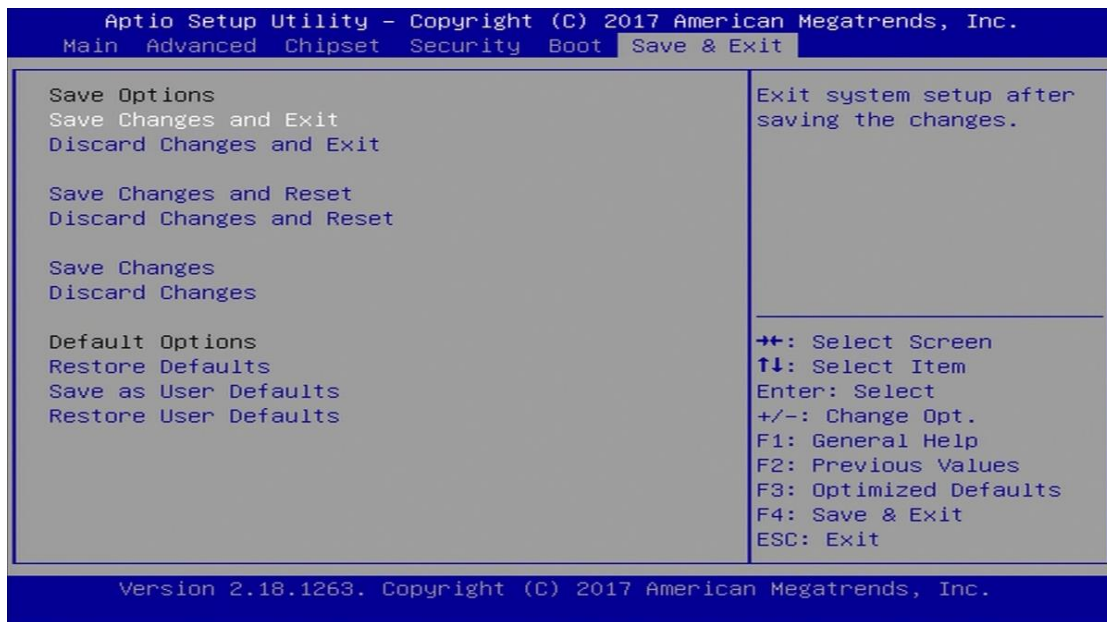 Aptio Setup Utility – Copyright (C) 2017 American Megatrends, Inc.
Main Advanced Chipset Security Boot Save & Exit
Save Options
Save Changes and Exit
Discard Changes and Exit
Save Changes and Reset
Discard Changes and Reset
Save Changes
Discard Changes
Default Options
Restore Defaults
Save as User Defaults
Restore User Defaults
Exit system setup after
saving the changes.
→←: Select Screen
↑↓: Select Item
Enter: Select
+/-: Change Opt.
F1: General Help
F2: Previous Values
F3: Optimized Defaults
F4: Save & Exit
ESC: Exit
Version 2.18.1263. Copyright (C) 2017 American Megatrends, Inc.